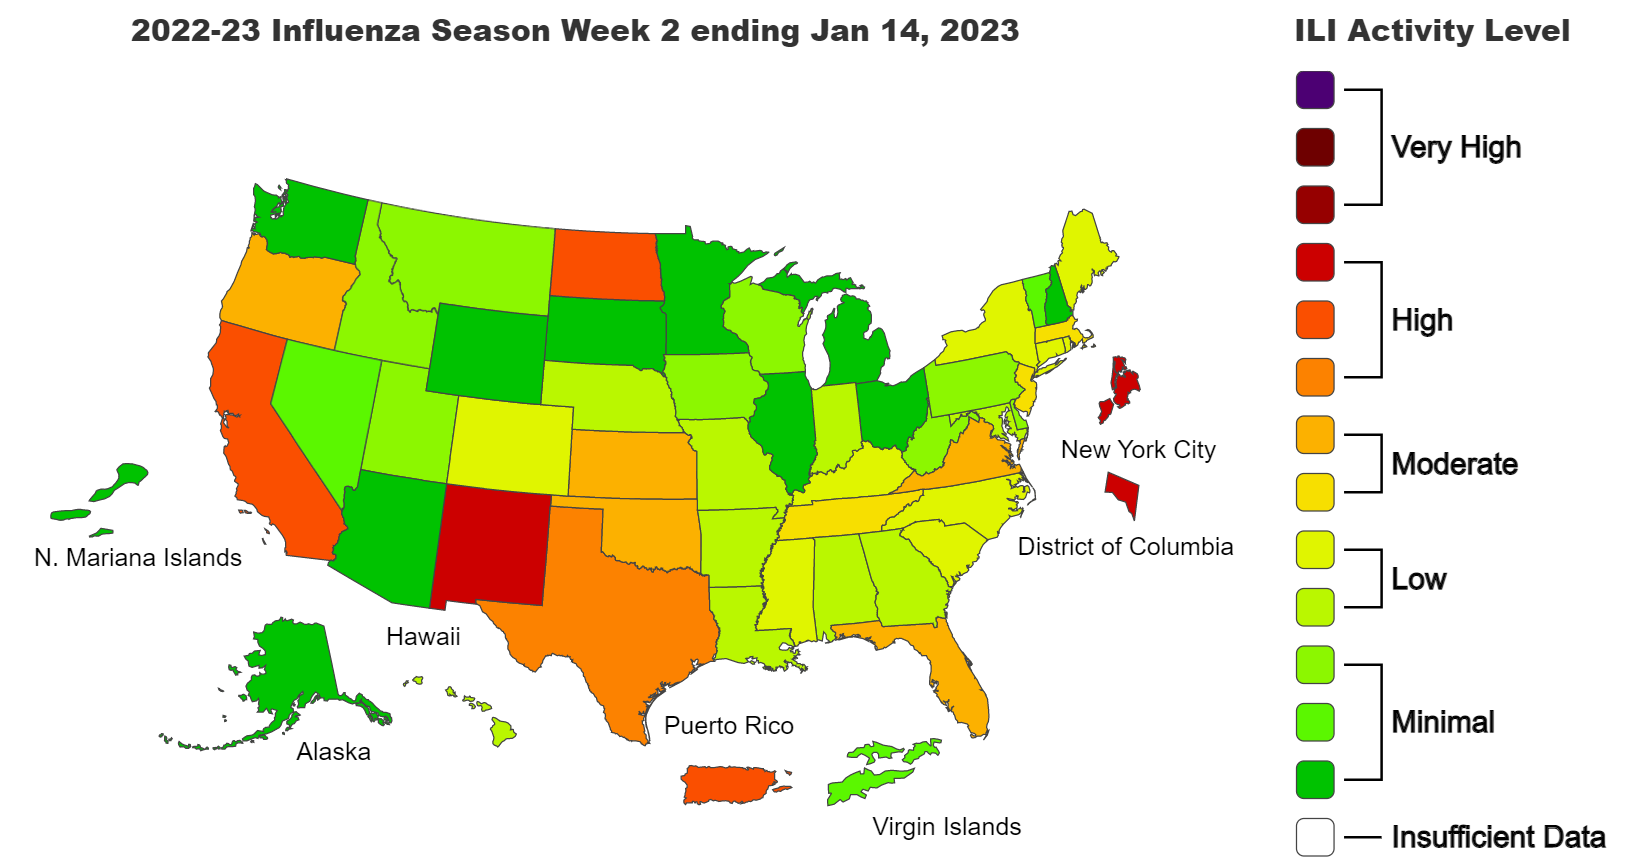 2022-23 Influenza Season Week 2 ending Jan 14, 2023
ILI Activity Level
Very High
High
Moderate
Low
Minimal
Insufficient Data
New York City
District of Columbia
N. Mariana Islands
Hawaii
Alaska
Puerto Rico
Virgin Islands